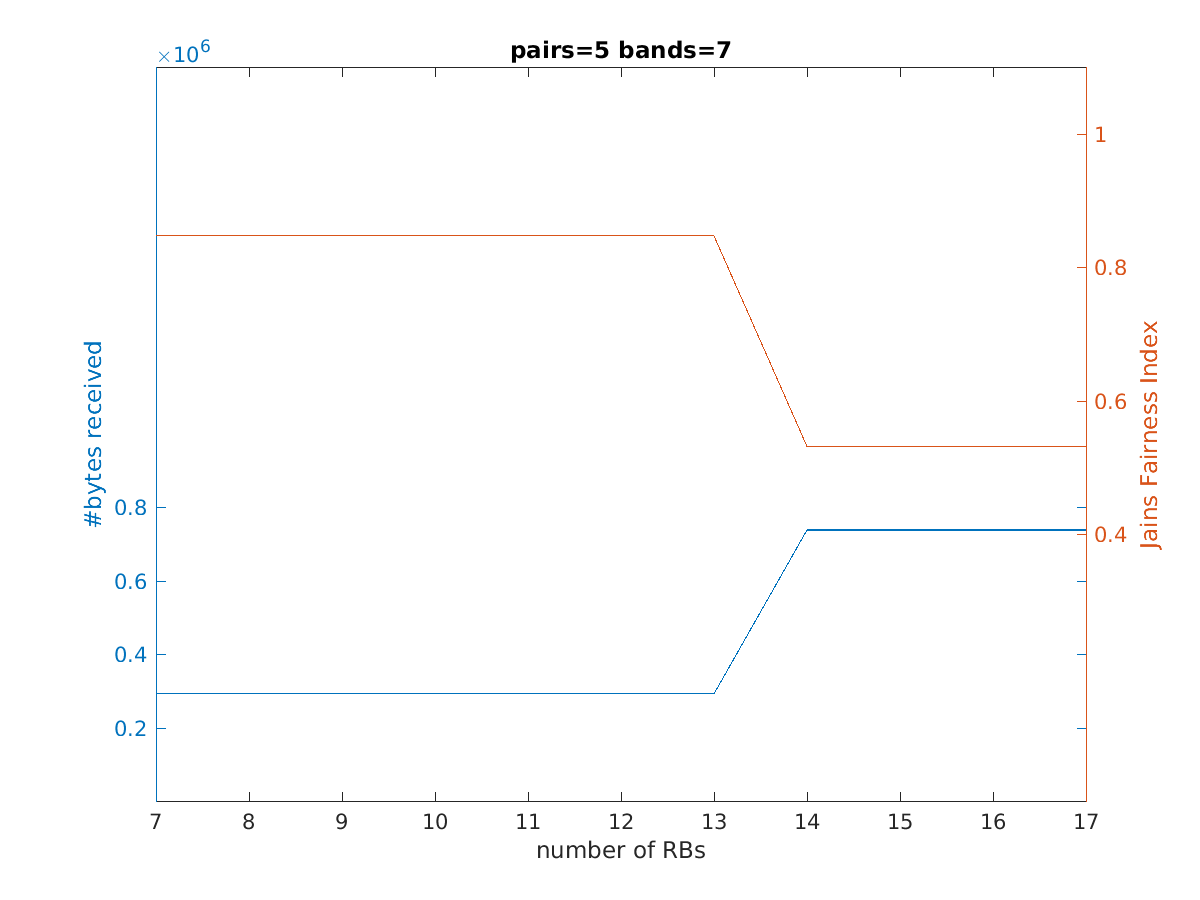 pairs=5 bands=7
×10^6
#bytes received
0.8
0.6
0.4
0.2
1
0.8
0.6
0.4
Jains Fairness Index
7 8 9 10 11 12 13 14 15 16 17
number of RBs